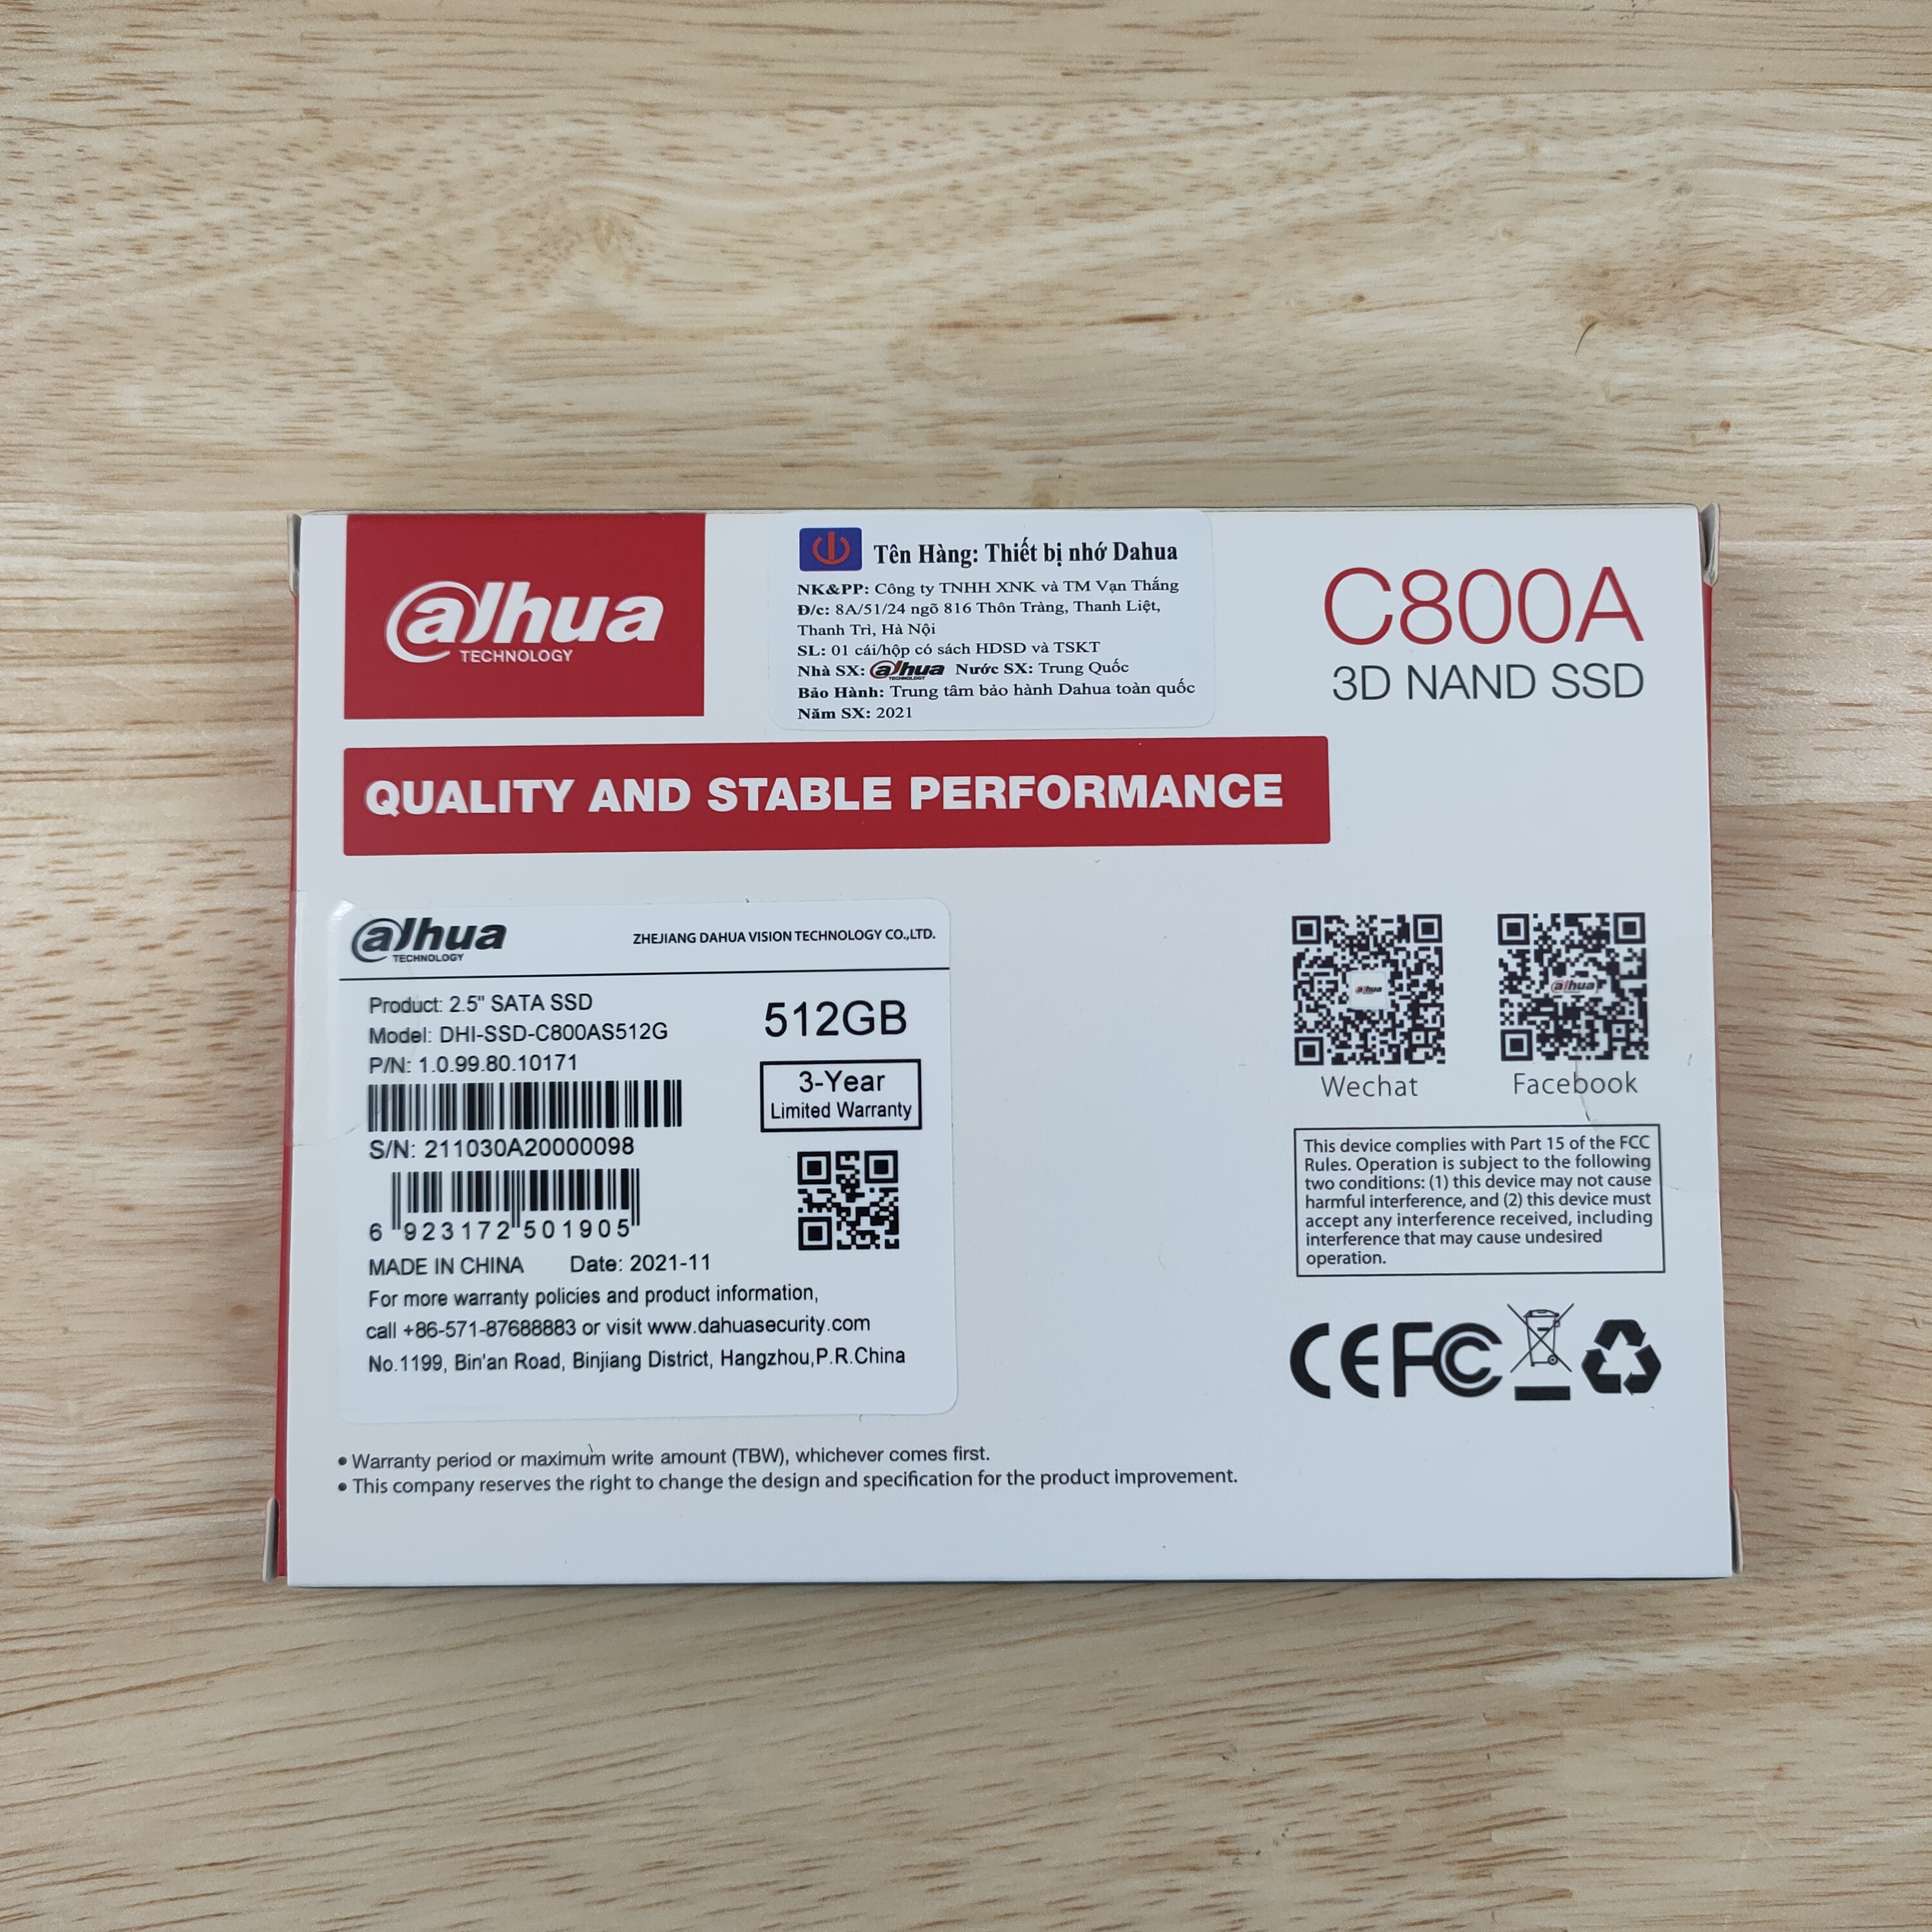 alhua
TECHNOLOGY
Tên Hàng: Thiết bị nhớ Dahua
NK&PP: Công ty TNHH XNK và TM Vạn Thắng
Đ/c: 8A/51/24 ngõ 816 Thôn Tràng, Thanh Liệt,
Thanh Trì, Hà Nội
SL: 01 cái/hộp có sách HDSD và TSKT
Nhà SX: alhua TECHNOLOGY Nước SX: Trung Quốc
Bảo Hành: Trung tâm bảo hành Dahua toàn quốc
Năm SX: 2021
C800A
3D NAND SSD
QUALITY AND STABLE PERFORMANCE
alhua
TECHNOLOGY
ZHEJIANG DAHUA VISION TECHNOLOGY CO.,LTD.
Product: 2.5" SATA SSD
Model: DHI-SSD-C800AS512G
P/N: 1.0.99.80.10171
S/N: 211030A20000098
6 923172 501905
512GB
3-Year
Limited Warranty
MADE IN CHINA Date: 2021-11
For more warranty policies and product information,
call +86-571-87688883 or visit www.dahuasecurity.com
No.1199, Bin'an Road, Binjiang District, Hangzhou,P.R.China
alhua
alhua
Wechat
Facebook
This device complies with Part 15 of the FCC
Rules. Operation is subject to the following
two conditions: (1) this device may not cause
harmful interference, and (2) this device must
accept any interference received, including
interference that may cause undesired
operation.
CE FC
• Warranty period or maximum write amount (TBW), whichever comes first.
• This company reserves the right to change the design and specification for the product improvement.